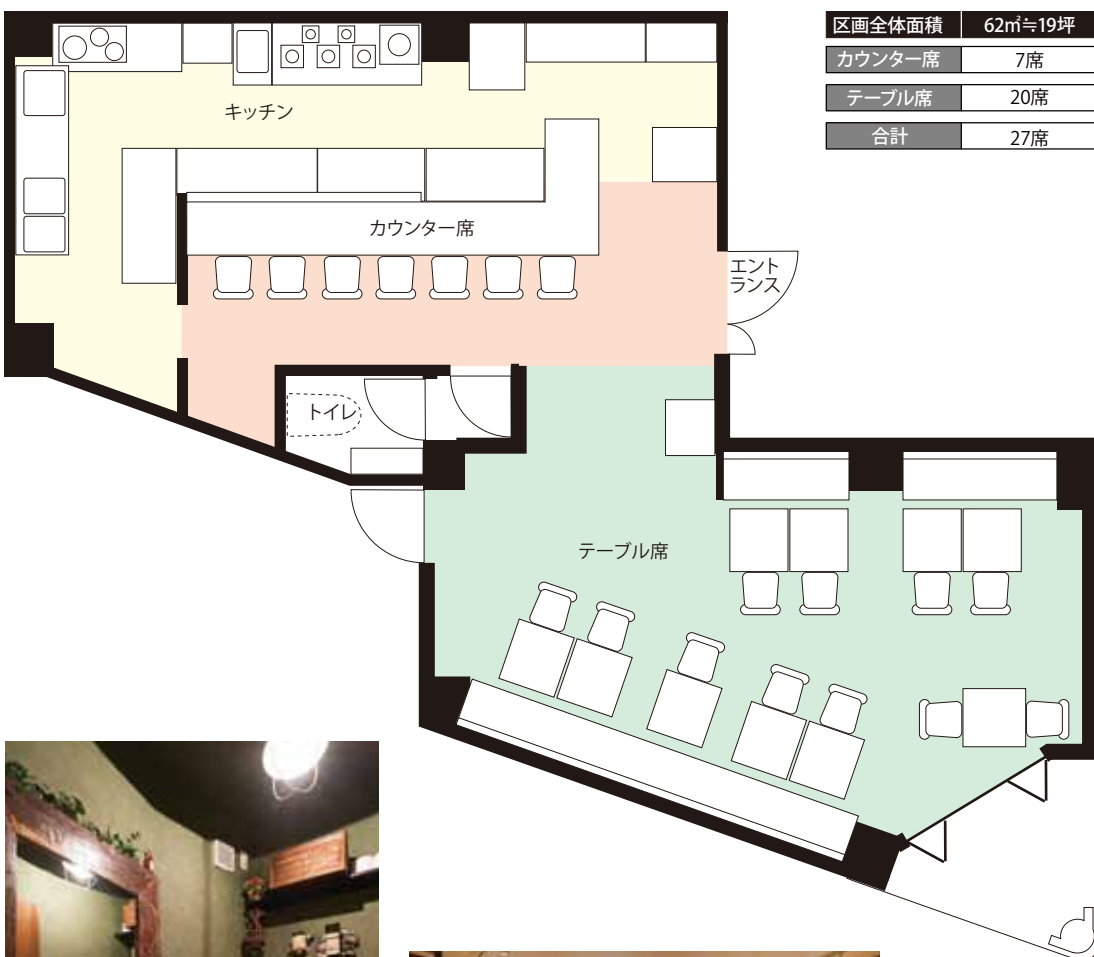 区画全体面積 62㎡≒19坪
カウンター席 7席
テーブル席 20席
合計 27席
キッチン
カウンター席
エント
ランス
トイレ
テーブル席